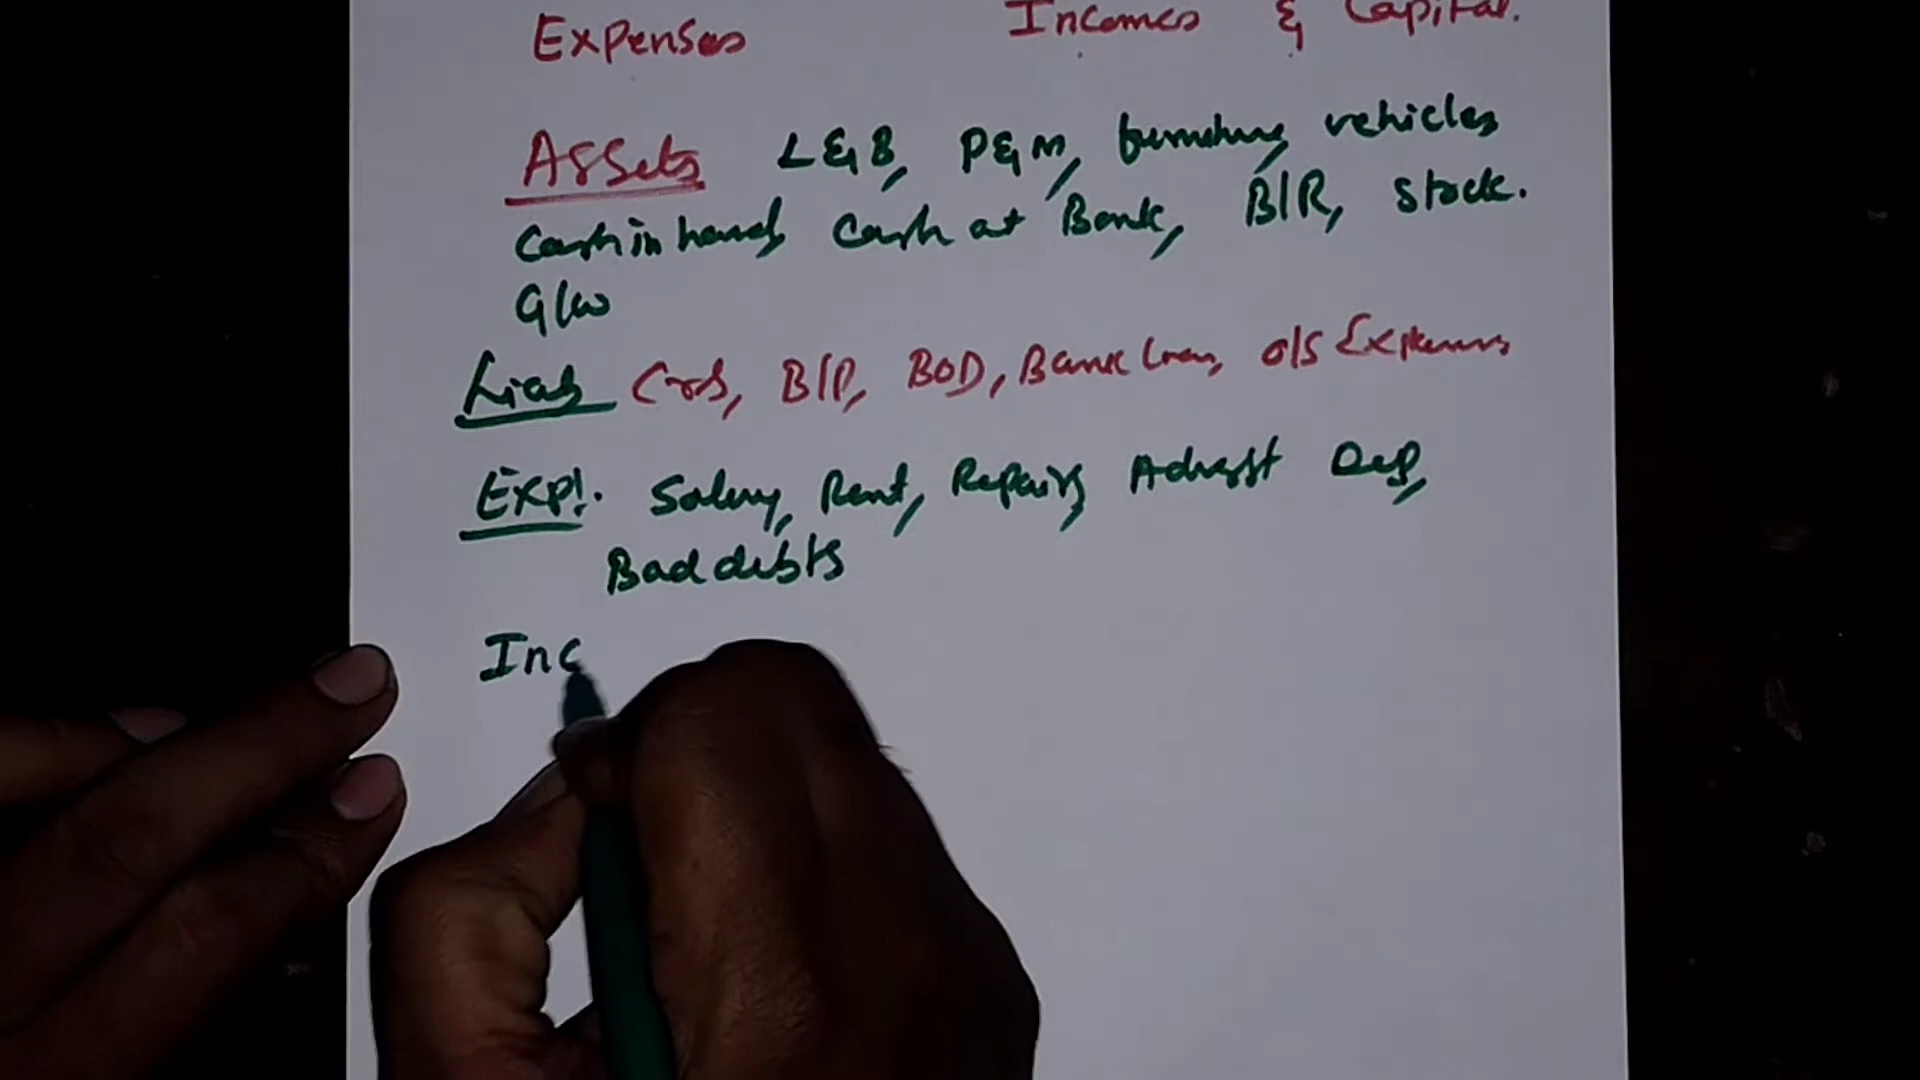 Expenses Incomes & Capital.
Assets L&B, P&M, furniture, vehicles
Cash in hand, Cash at Bank, B/R, Stock.
G/w
Liab Crs, B/P, BOD, Bank Loan, o/s Expenses
Exp!. Salary, Rent, Repairs, Advst Dep,
Bad debts
Inc